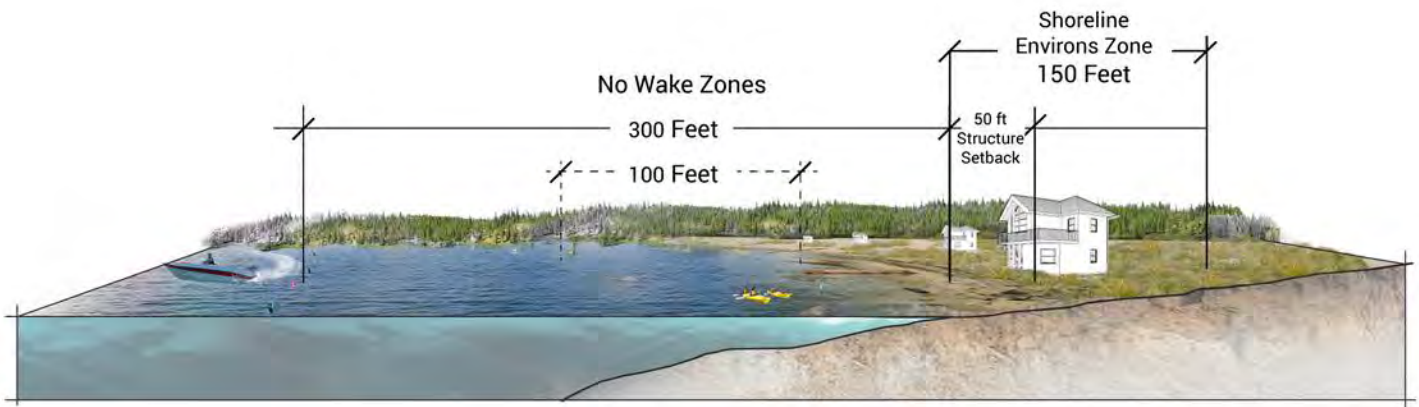 Shoreline
Environs Zone
150 Feet
No Wake Zones
300 Feet
50 ft
Structure
Setback
100 Feet